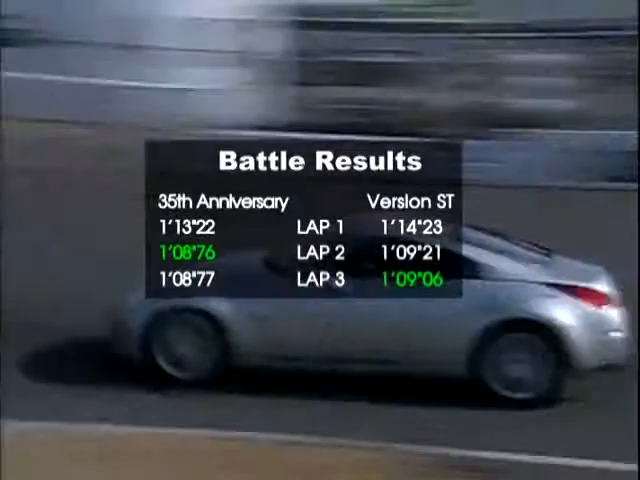 Battle Results
35th Anniversary Version ST
1'13"22 LAP 1 1'14"23
1'08"76 LAP 2 1'09"21
1'08"77 LAP 3 1'09"06